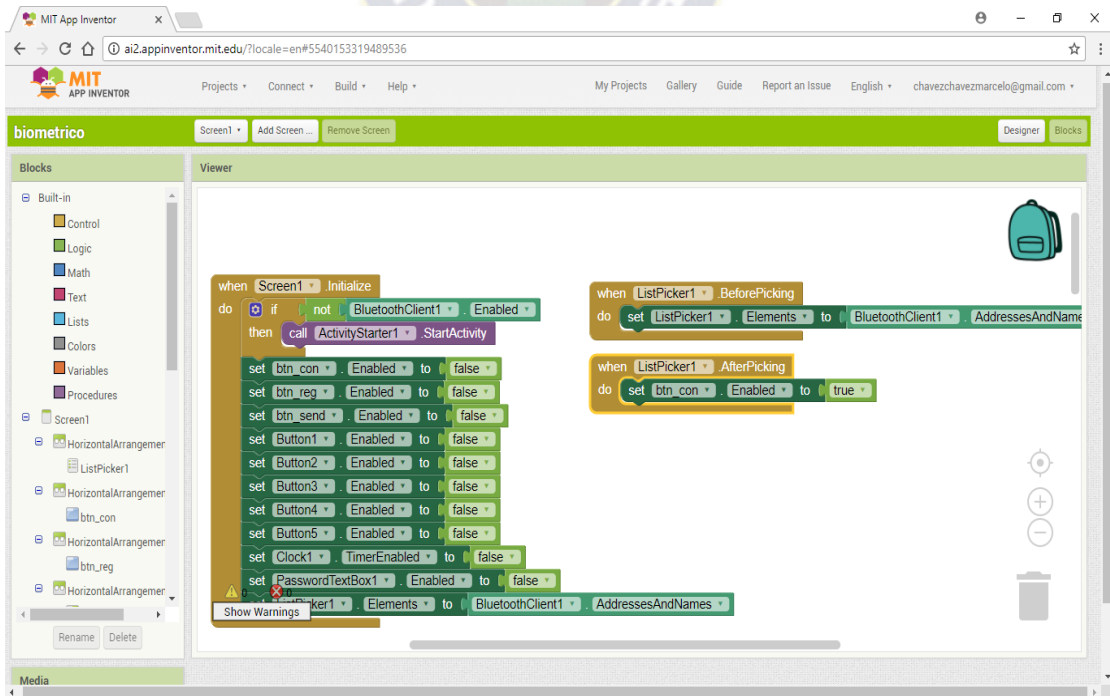 MIT App Inventor
ai2.appinventor.mit.edu/?locale=en#5540153319489536
MIT
APP INVENTOR
Projects Connect Build Help My Projects Gallery Guide Report an Issue English chavezchavezmarcelo@gmail.com
biometrico Screen1 Add Screen ... Remove Screen Designer Blocks
Blocks
Viewer
Built-in
Control
Logic
Math
Text
Lists
Colors
Variables
Procedures
Screen1
HorizontalArrangemer
ListPicker1
HorizontalArrangemer
btn_con
HorizontalArrangemer
btn_reg
HorizontalArrangemer
Rename Delete
Media
when Screen1 .Initialize
do if not BluetoothClient1 . Enabled
then call ActivityStarter1 .StartActivity
set btn_con . Enabled to false
set btn_reg . Enabled to false
set btn_send . Enabled to false
set Button1 . Enabled to false
set Button2 . Enabled to false
set Button3 . Enabled to false
set Button4 . Enabled to false
set Button5 . Enabled to false
set Clock1 . TimerEnabled to false
set PasswordTextBox1 . Enabled to false
Picker1 . Elements to BluetoothClient1 . AddressesAndNames
0 0
Show Warnings
when ListPicker1 .BeforePicking
do set ListPicker1 . Elements to BluetoothClient1 . AddressesAndName
when ListPicker1 .AfterPicking
do set btn_con . Enabled to true